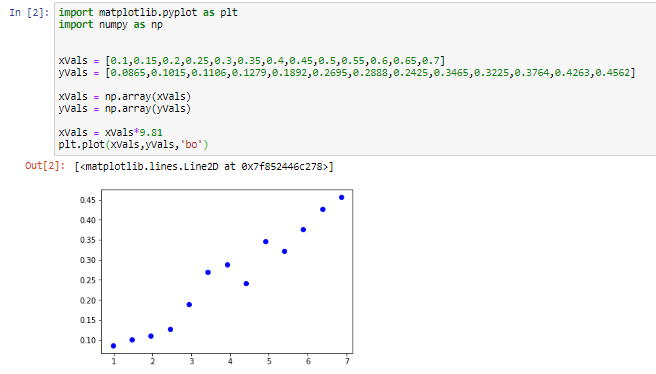 In [2]: import matplotlib.pyplot as plt
import numpy as np
xVals = [0.1,0.15,0.2,0.25,0.3,0.35,0.4,0.45,0.5,0.55,0.6,0.65,0.7]
yVals = [0.0865,0.1015,0.1106,0.1279,0.1892,0.2695,0.2888,0.2425,0.3465,0.3225,0.3764,0.4263,0.4562]
xVals = np.array(xVals)
yVals = np.array(yVals)
xVals = xVals*9.81
plt.plot(xVals,yVals,'bo')
Out[2]: [<matplotlib.lines.Line2D at 0x7f852446c278>]
0.45
0.40
0.35
0.30
0.25
0.20
0.15
0.10
1 2 3 4 5 6 7